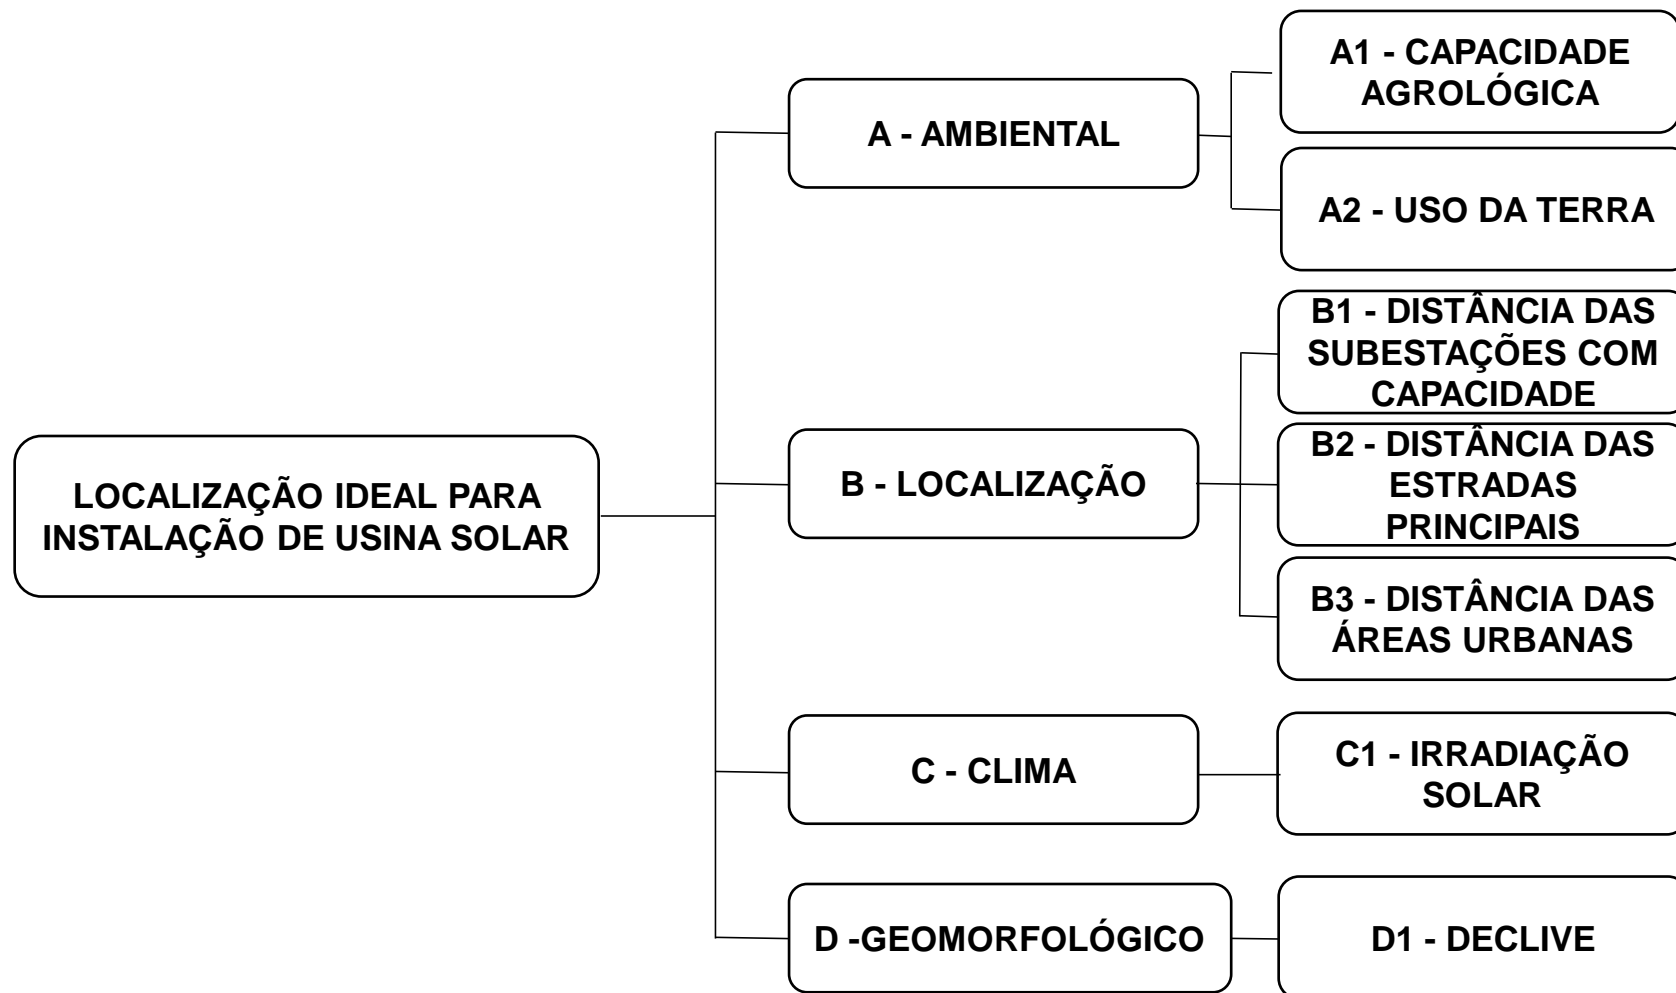 A1 - CAPACIDADE
AGROLÓGICA
A - AMBIENTAL
A2 - USO DA TERRA
B1 - DISTÂNCIA DAS
SUBESTAÇÕES COM
CAPACIDADE
LOCALIZAÇÃO IDEAL PARA
INSTALAÇÃO DE USINA SOLAR
B - LOCALIZAÇÃO
B2 - DISTÂNCIA DAS
ESTRADAS
PRINCIPAIS
B3 - DISTÂNCIA DAS
ÁREAS URBANAS
C - CLIMA
C1 - IRRADIAÇÃO
SOLAR
D -GEOMORFOLÓGICO
D1 - DECLIVE